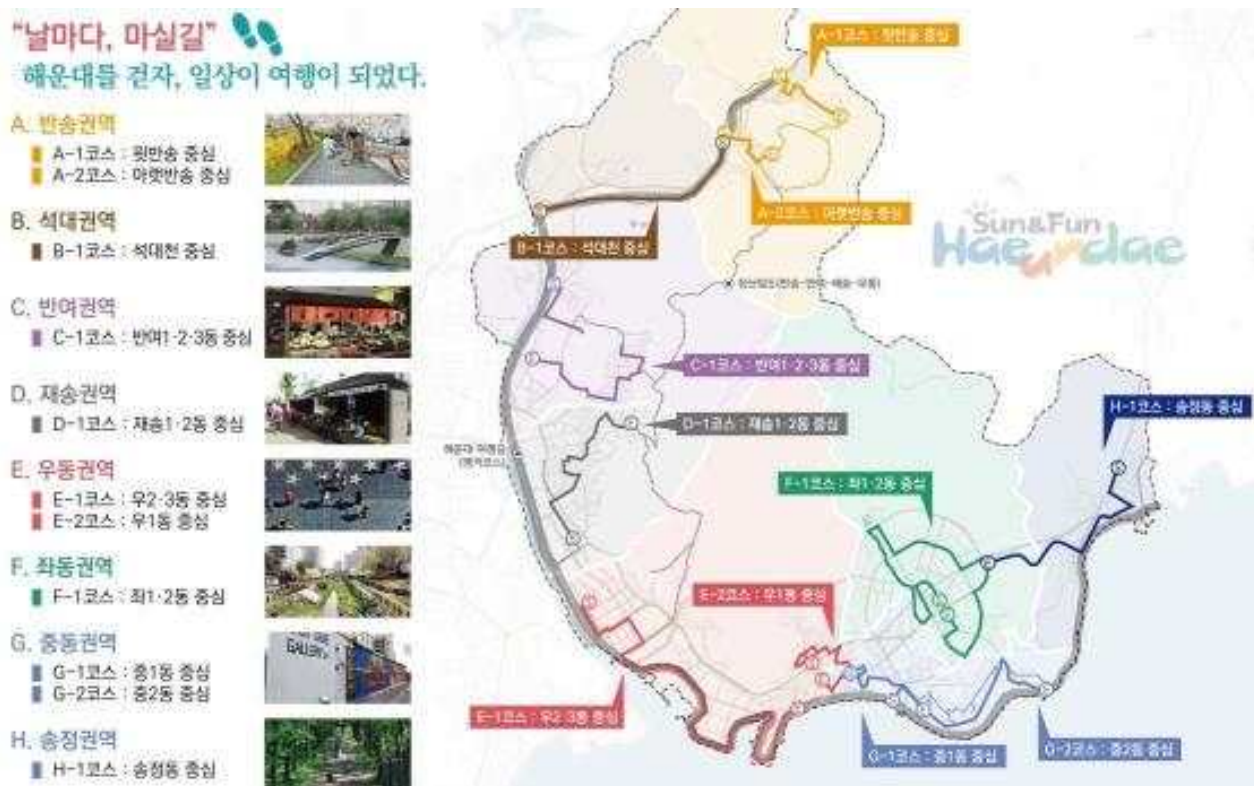 "날마다, 마실길"
해운대를 걷자, 일상이 여행이 되었다.
A. 반송권역
A-1코스 : 윗반송 중심
A-2코스 : 아랫반송 중심
B. 석대권역
B-1코스 : 석대천 중심
C. 반여권역
C-1코스 : 반여1·2·3동 중심
D. 재송권역
D-1코스 : 재송1·2동 중심
E. 우동권역
E-1코스 : 우2·3동 중심
E-2코스 : 우1동 중심
F. 좌동권역
F-1코스 : 좌1·2동 중심
G. 중동권역
G-1코스 : 중1동 중심
G-2코스 : 중2동 중심
H. 송정권역
H-1코스 : 송정동 중심
GALLERY
A-1코스 : 윗반송 중심
A-2코스 : 아랫반송 중심
B-1코스 : 석대천 중심
Sun&Fun
Haeundae
C-1코스 : 반여1·2·3동 중심
D-1코스 : 재송1·2동 중심
H-1코스 : 송정동 중심
F-1코스 : 좌1·2동 중심
E-2코스 : 우1동 중심
E-1코스 : 우2·3동 중심
G-1코스 : 중1동 중심
G-2코스 : 중2동 중심